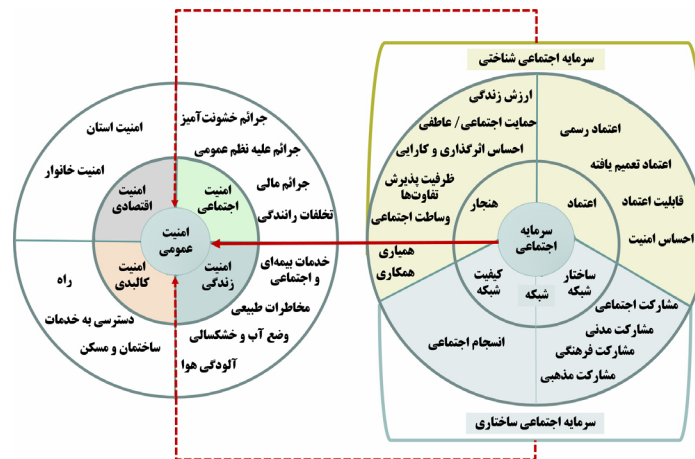 سرمایه اجتماعی شناختی
ارزش زندگی
حمایت اجتماعی/ عاطفی
احساس اثرگذاری و کارایی
ظرفیت پذیرش
تفاوت‌ها
وساطت اجتماعی
همیاری
همکاری
هنجار
اعتماد رسمی
اعتماد تعمیم یافته
قابلیت اعتماد
احساس امنیت
اعتماد
سرمایه
اجتماعی
ساختار
شبکه
شبکه
کیفیت
شبکه
مشارکت اجتماعی
مشارکت مدنی
مشارکت فرهنگی
مشارکت مذهبی
انسجام اجتماعی
سرمایه اجتماعی ساختاری
جرائم خشونت‌آمیز
جرائم علیه نظم عمومی
جرائم مالی
تخلفات رانندگی
امنیت
اجتماعی
امنیت استان
امنیت خانوار
امنیت
اقتصادی
امنیت
عمومی
امنیت
زندگی
خدمات بیمه‌ای
و اجتماعی
مخاطرات طبیعی
وضع آب و خشکسالی
آلودگی هوا
امنیت
کالبدی
راه
دسترسی به خدمات
ساختمان و مسکن